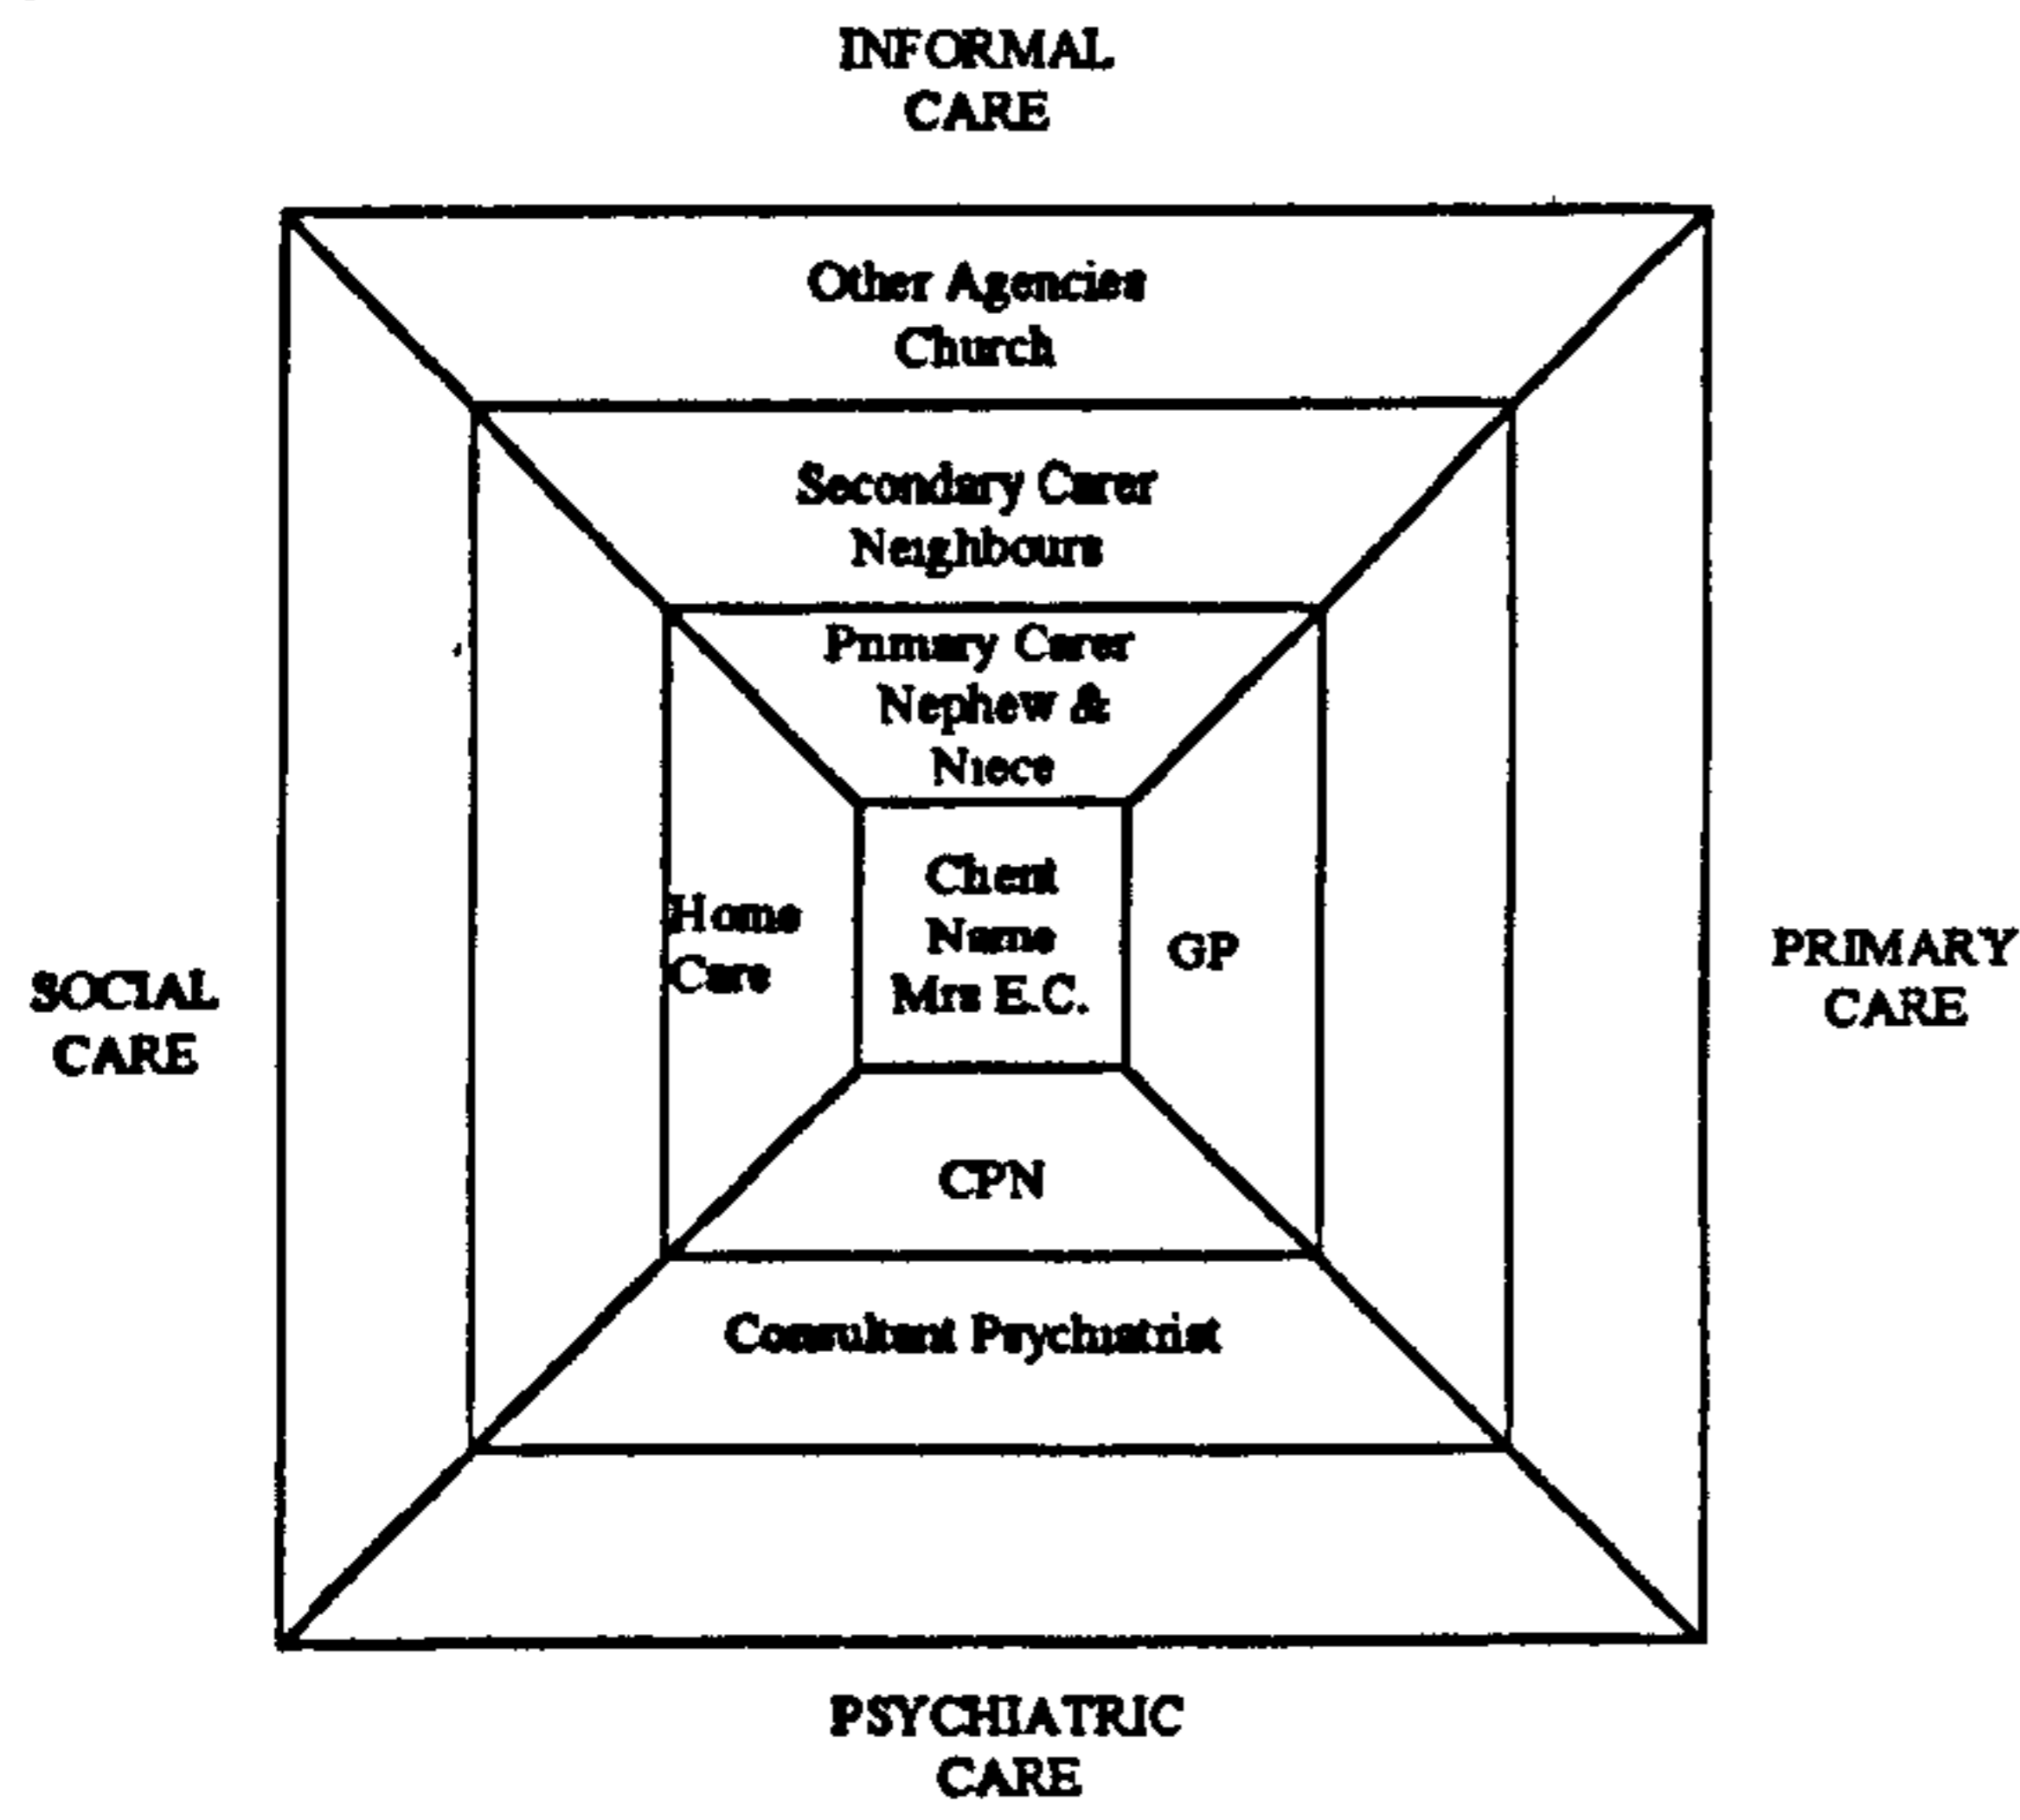 INFORMAL
CARE
Other Agencies
Church
Secondary Carer
Neighbours
Primary Carer
Nephew &
Niece
Client
Name
Mrs E.C.
Home
Care
GP
SOCIAL
CARE
PRIMARY
CARE
CPN
Consultant Psychiatrist
PSYCHIATRIC
CARE